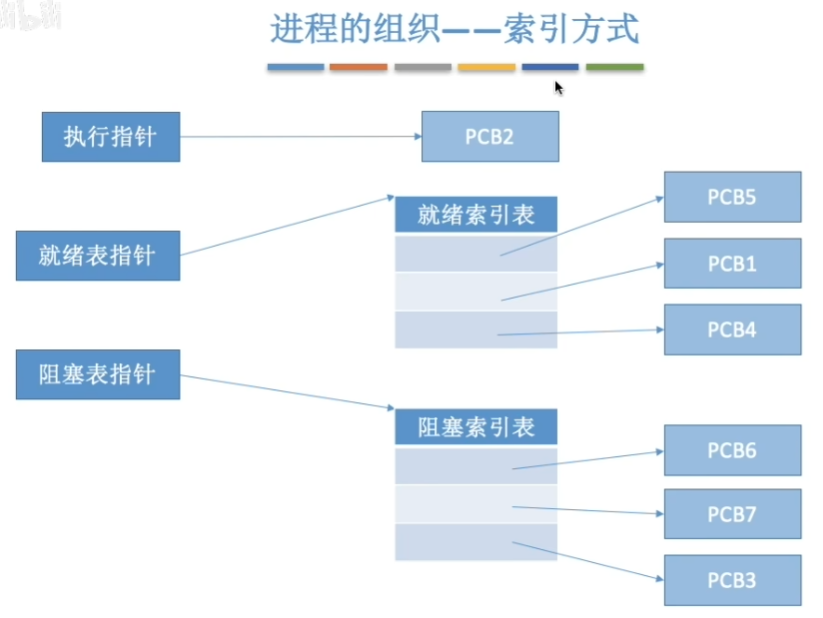 进程的组织——索引方式
执行指针
PCB2
就绪表指针
就绪索引表
PCB5
PCB1
PCB4
阻塞表指针
阻塞索引表
PCB6
PCB7
PCB3